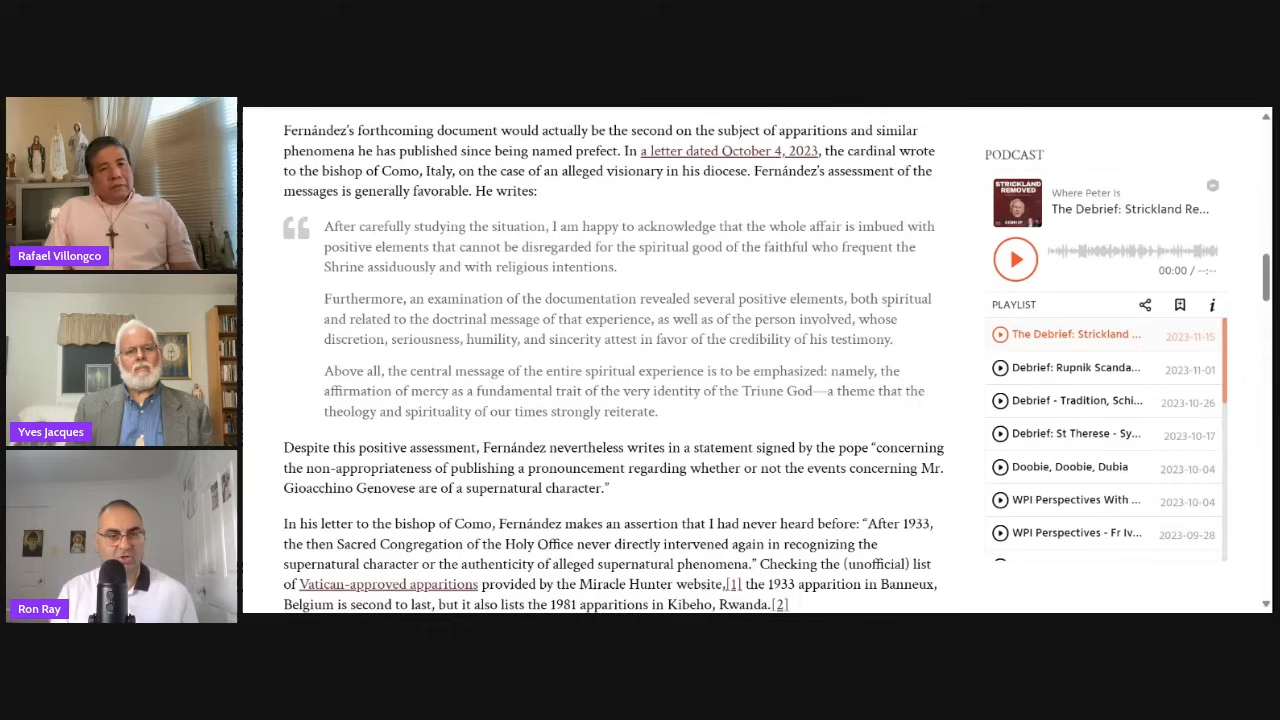 Rafael Villongco
Yves Jacques
Ron Ray
Fernández’s forthcoming document would actually be the second on the subject of apparitions and similar
phenomena he has published since being named prefect. In a letter dated October 4, 2023, the cardinal wrote
to the bishop of Como, Italy, on the case of an alleged visionary in his diocese. Fernández’s assessment of the
messages is generally favorable. He writes:
After carefully studying the situation, I am happy to acknowledge that the whole affair is imbued with
positive elements that cannot be disregarded for the spiritual good of the faithful who frequent the
Shrine assiduously and with religious intentions.
Furthermore, an examination of the documentation revealed several positive elements, both spiritual
and related to the doctrinal message of that experience, as well as of the person involved, whose
discretion, seriousness, humility, and sincerity attest in favor of the credibility of his testimony.
Above all, the central message of the entire spiritual experience is to be emphasized: namely, the
affirmation of mercy as a fundamental trait of the very identity of the Triune God—a theme that the
theology and spirituality of our times strongly reiterate.
Despite this positive assessment, Fernández nevertheless writes in a statement signed by the pope “concerning
the non-appropriateness of publishing a pronouncement regarding whether or not the events concerning Mr.
Gioacchino Genovese are of a supernatural character.”
In his letter to the bishop of Como, Fernández makes an assertion that I had never heard before: “After 1933,
the then Sacred Congregation of the Holy Office never directly intervened again in recognizing the
supernatural character or the authenticity of alleged supernatural phenomena.” Checking the (unofficial) list
of Vatican-approved apparitions provided by the Miracle Hunter website,[1] the 1933 apparition in Banneux,
Belgium is second to last, but it also lists the 1981 apparitions in Kibeho, Rwanda.[2]
PODCAST
STRICKLAND
REMOVED
Where Peter Is
The Debrief: Strickland Re...
00:00 / --:--
PLAYLIST
The Debrief: Strickland ... 2023-11-15
Debrief: Rupnik Scanda... 2023-11-01
Debrief - Tradition, Schi... 2023-10-26
Debrief: St Therese - Sy... 2023-10-17
Doobie, Doobie, Dubia 2023-10-04
WPI Perspectives With ... 2023-10-04
WPI Perspectives - Fr Iv... 2023-09-28